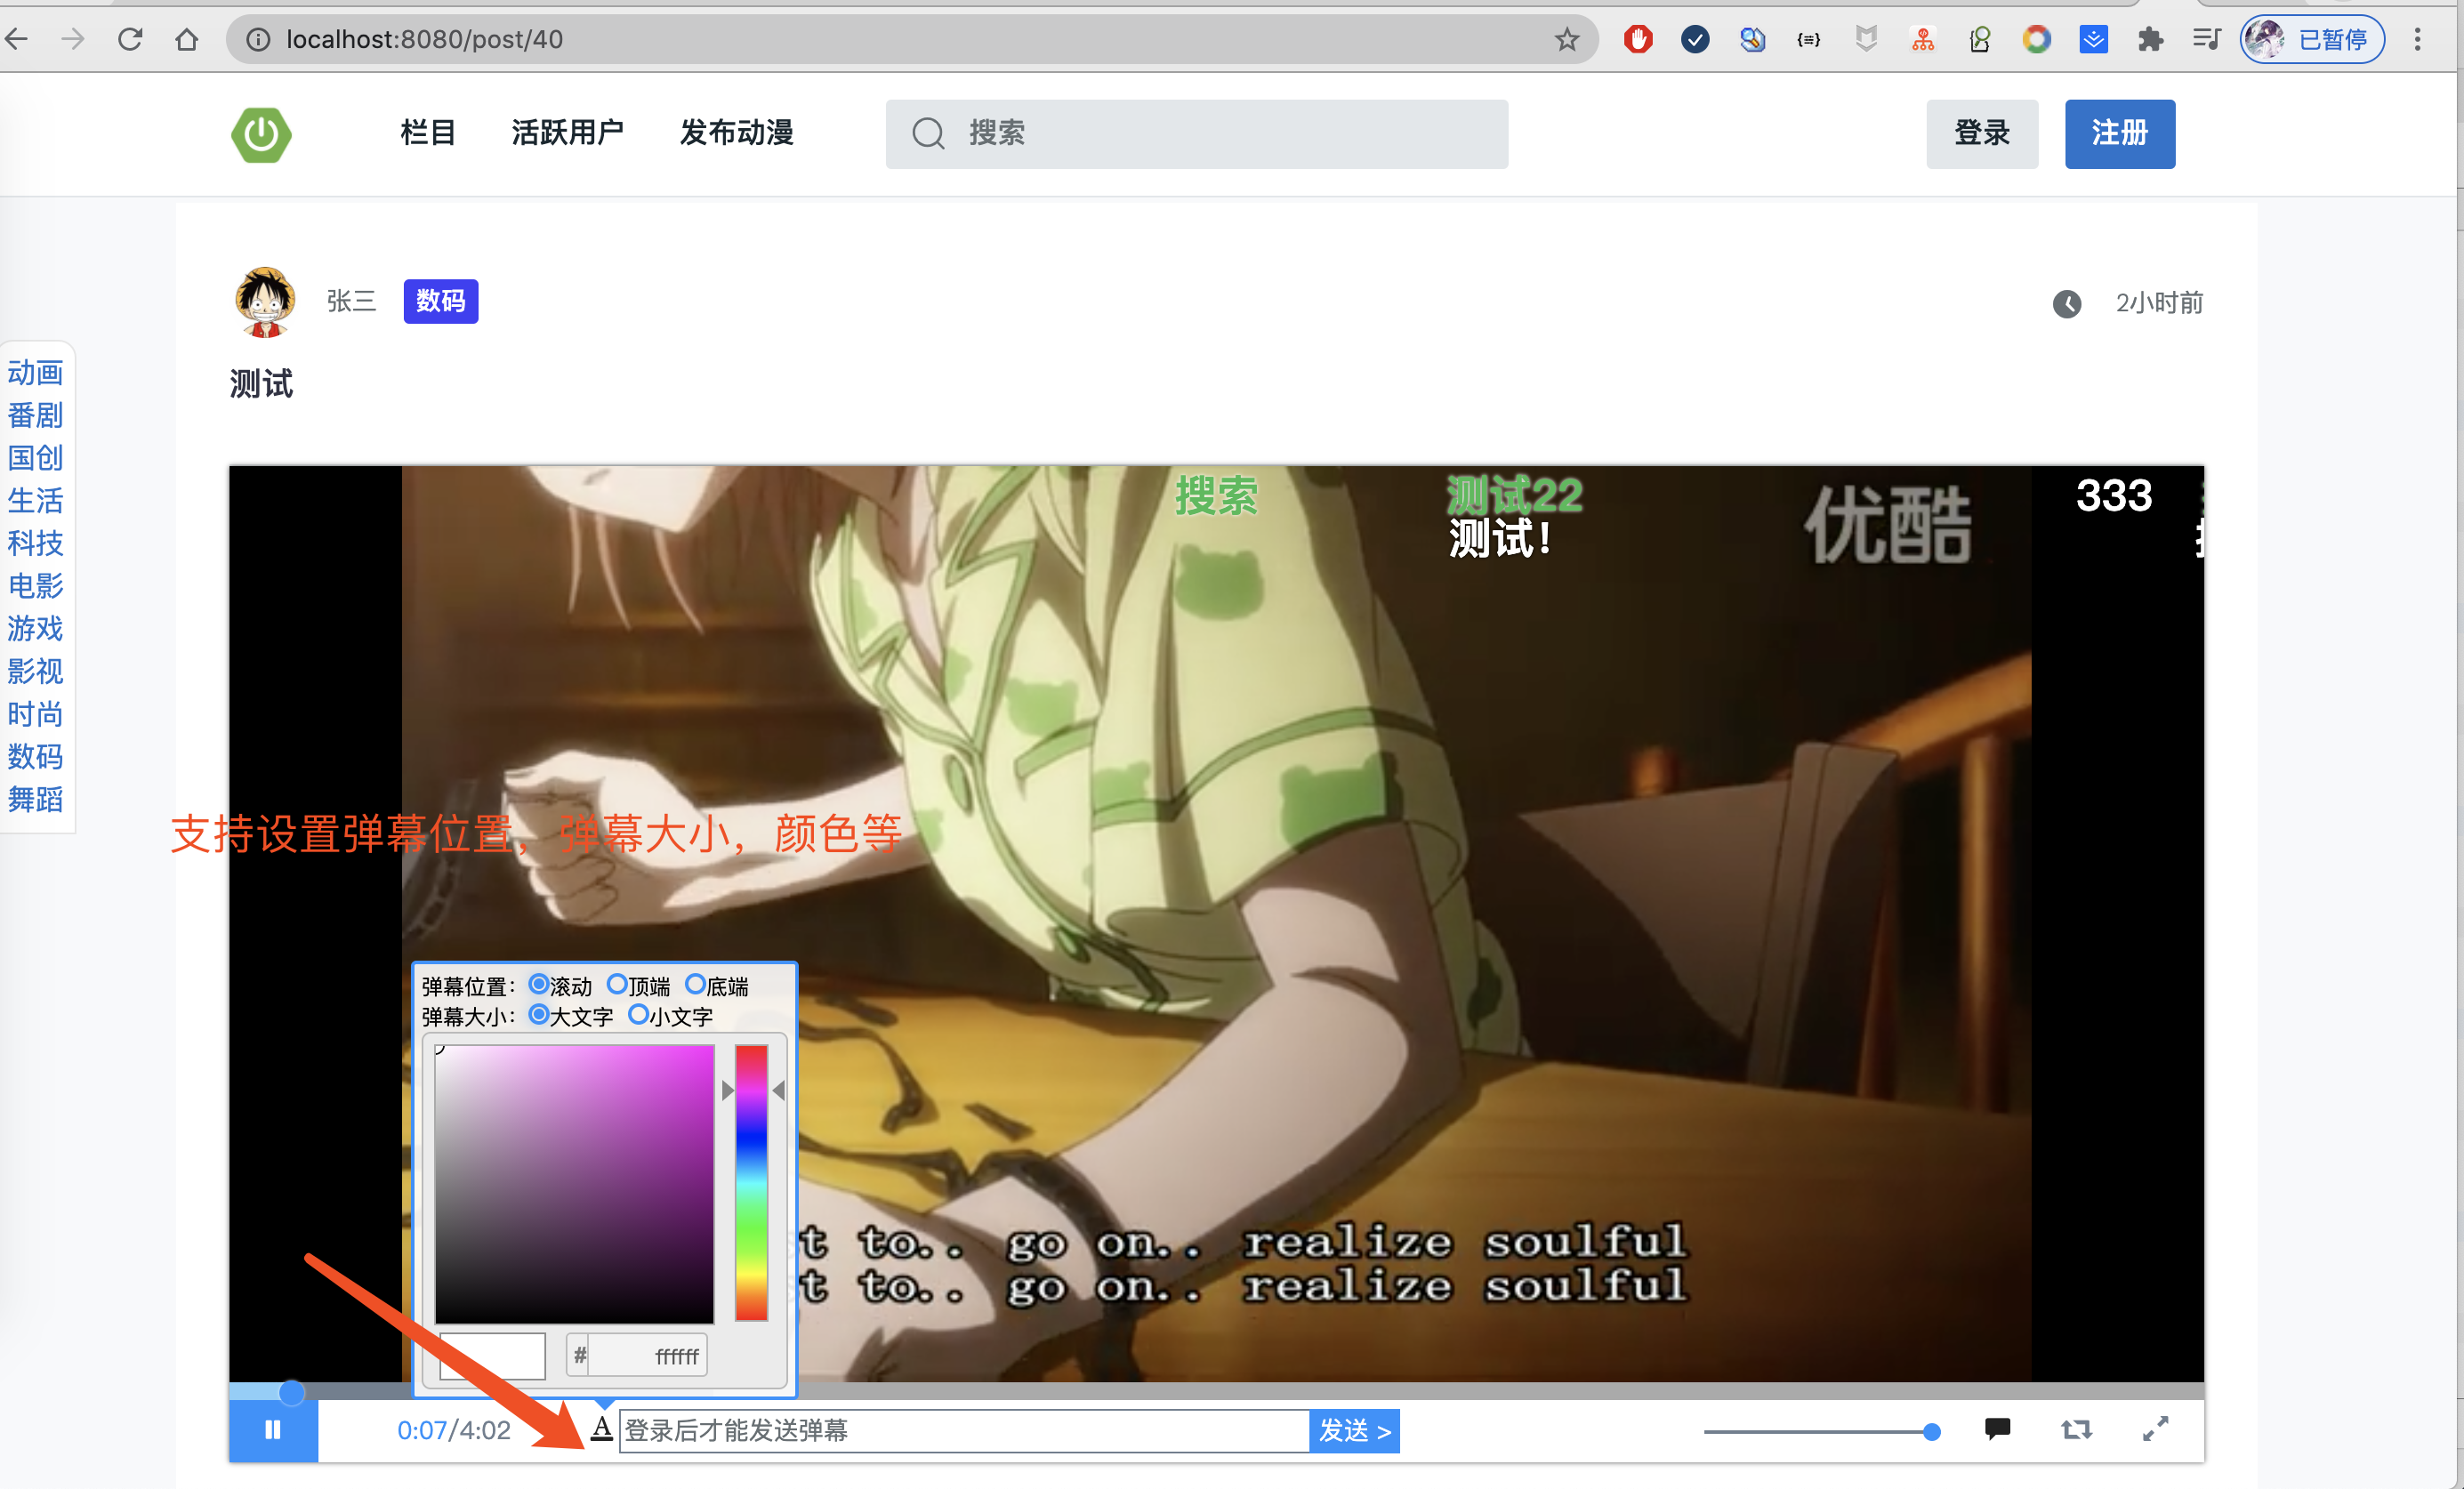 localhost:8080/post/40
已暂停
栏目
活跃用户
发布动漫
搜索
登录
注册
张三
数码
2小时前
测试
动画
番剧
国创
生活
科技
电影
游戏
影视
时尚
数码
舞蹈
搜索
测试22
333
测试!
优酷
支持设置弹幕位置，弹幕大小，颜色等
弹幕位置：滚动 顶端 底端
弹幕大小：大文字 小文字
# ffffff
to.. go on.. realize soulful
to.. go on.. realize soulful
0:07/4:02
A
登录后才能发送弹幕
发送 >